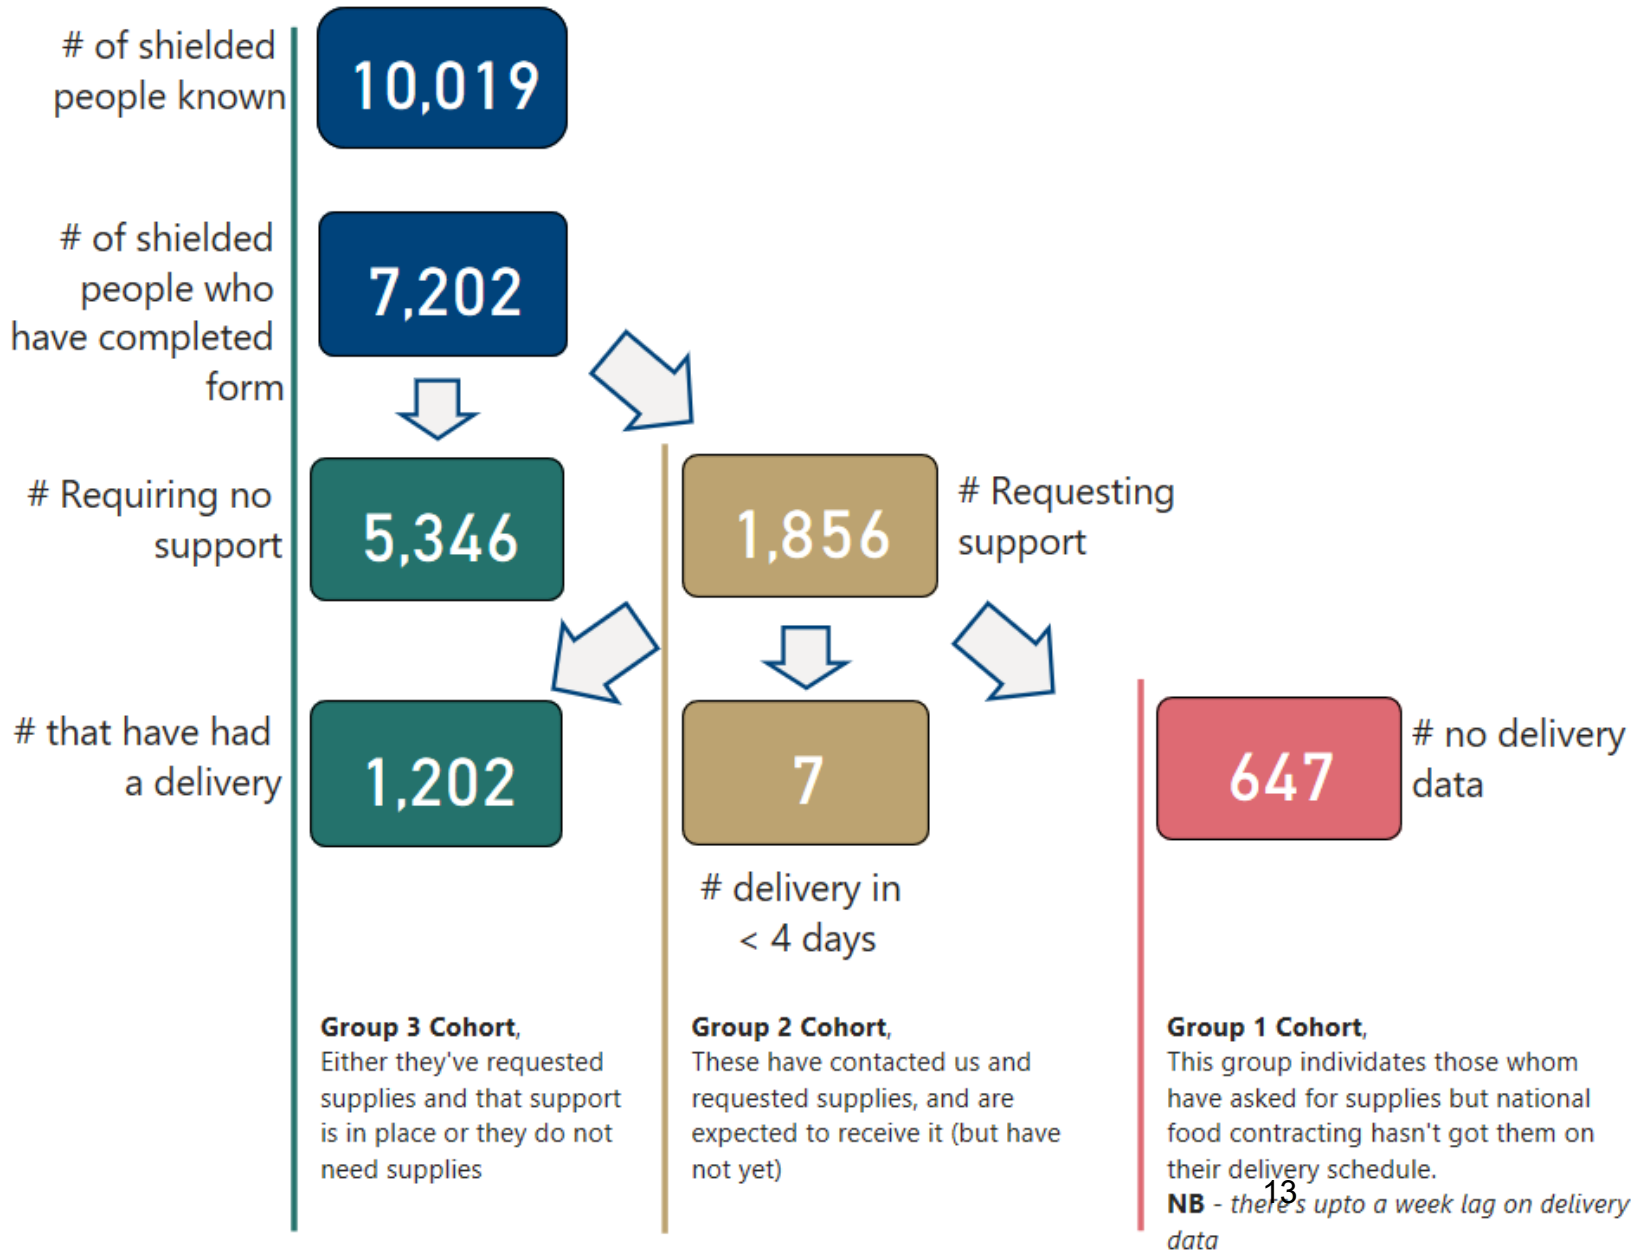 # of shielded
people known
10,019
# of shielded
people who
have completed
form
7,202
# Requiring no
support
5,346
1,856
# Requesting
support
# that have had
a delivery
1,202
7
# delivery in
< 4 days
647
# no delivery
data
Group 3 Cohort,
Either they've requested
supplies and that support
is in place or they do not
need supplies
Group 2 Cohort,
These have contacted us and
requested supplies, and are
expected to receive it (but have
not yet)
Group 1 Cohort,
This group individates those whom
have asked for supplies but national
food contracting hasn't got them on
their delivery schedule.
NB - there's upto a week lag on delivery
data
13